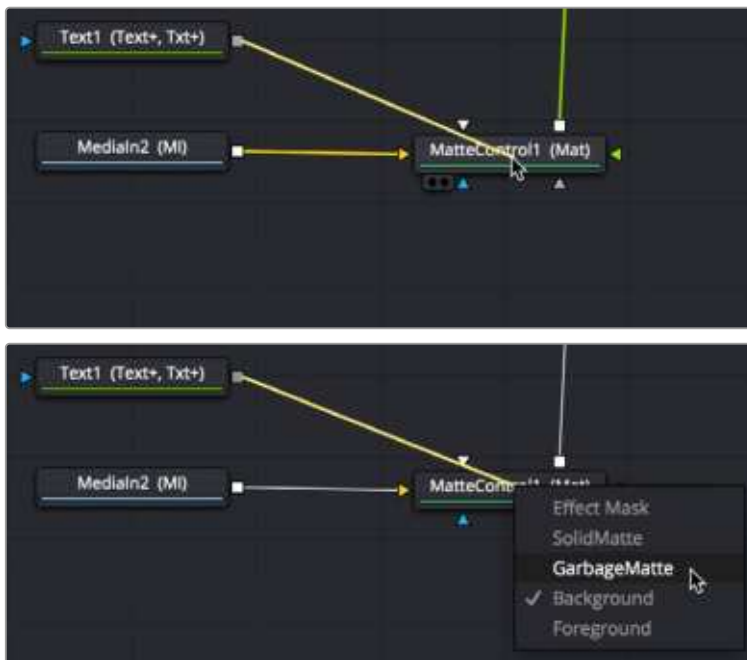 Text1 (Text+, Txt+)
MediaIn2 (MI)
MatteControl1 (Mat)
Text1 (Text+, Txt+)
MediaIn2 (MI)
Effect Mask
SolidMatte
GarbageMatte
Background
Foreground